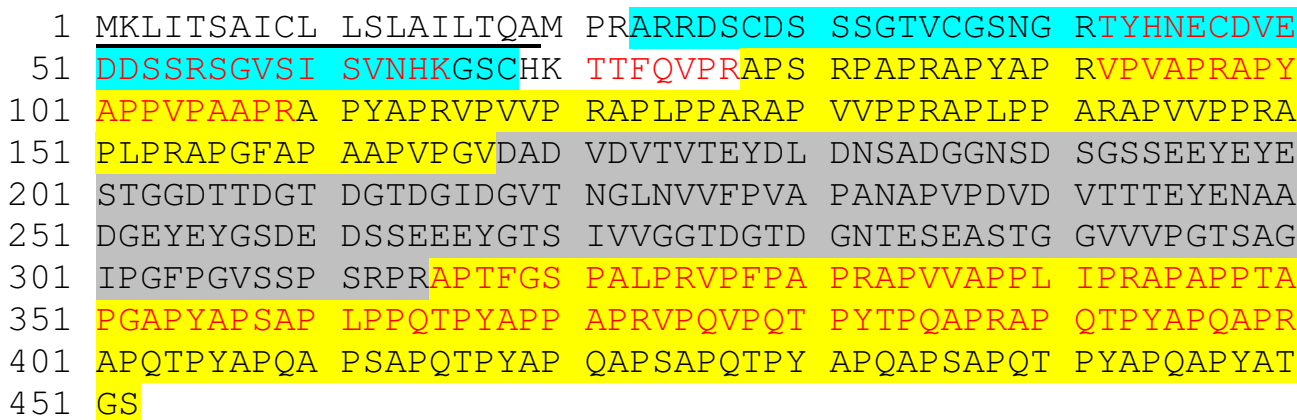 1 MKLITSAICL LSLAILTQAM PRARRDSCDS SSGTVCGSNG RTYHNECDVE
51 DDSSRSGVSI SVNHKGSCHK TTFQVPRAPS RPAPRAPYAP RVPVAPRAPY
101 APPVPAAPRA PYAPRVPVVP RAPLPPARAP VVPPRAPLPP ARAPVVPPRA
151 PLPRAPGFAP AAPVPGVDAD VDVTVTEYDL DNSADGGNSD SGSSEEYEYE
201 STGGDTTDGT DGTDGIDGVT NGLNVVFPVA PANAPVPDVD VTTTEYENAA
251 DGEYEYGSDE DSSEEEYGTS IVVGGTDGTD GNTESEASTG GVVVPGTSAG
301 IPGFPGVSSP SRPRAPTFGS PALPRVPFPA PRAPVVAPPL IPRAPAPPTA
351 PGAPYAPSAP LPPQTPYAPP APRVPQVPQT PYTPQAPRAP QTPYAPQAPR
401 APQTPYAPQA PSAPQTPYAP QAPSAPQTPY APQAPSAPQT PYAPQAPYAT
451 GS